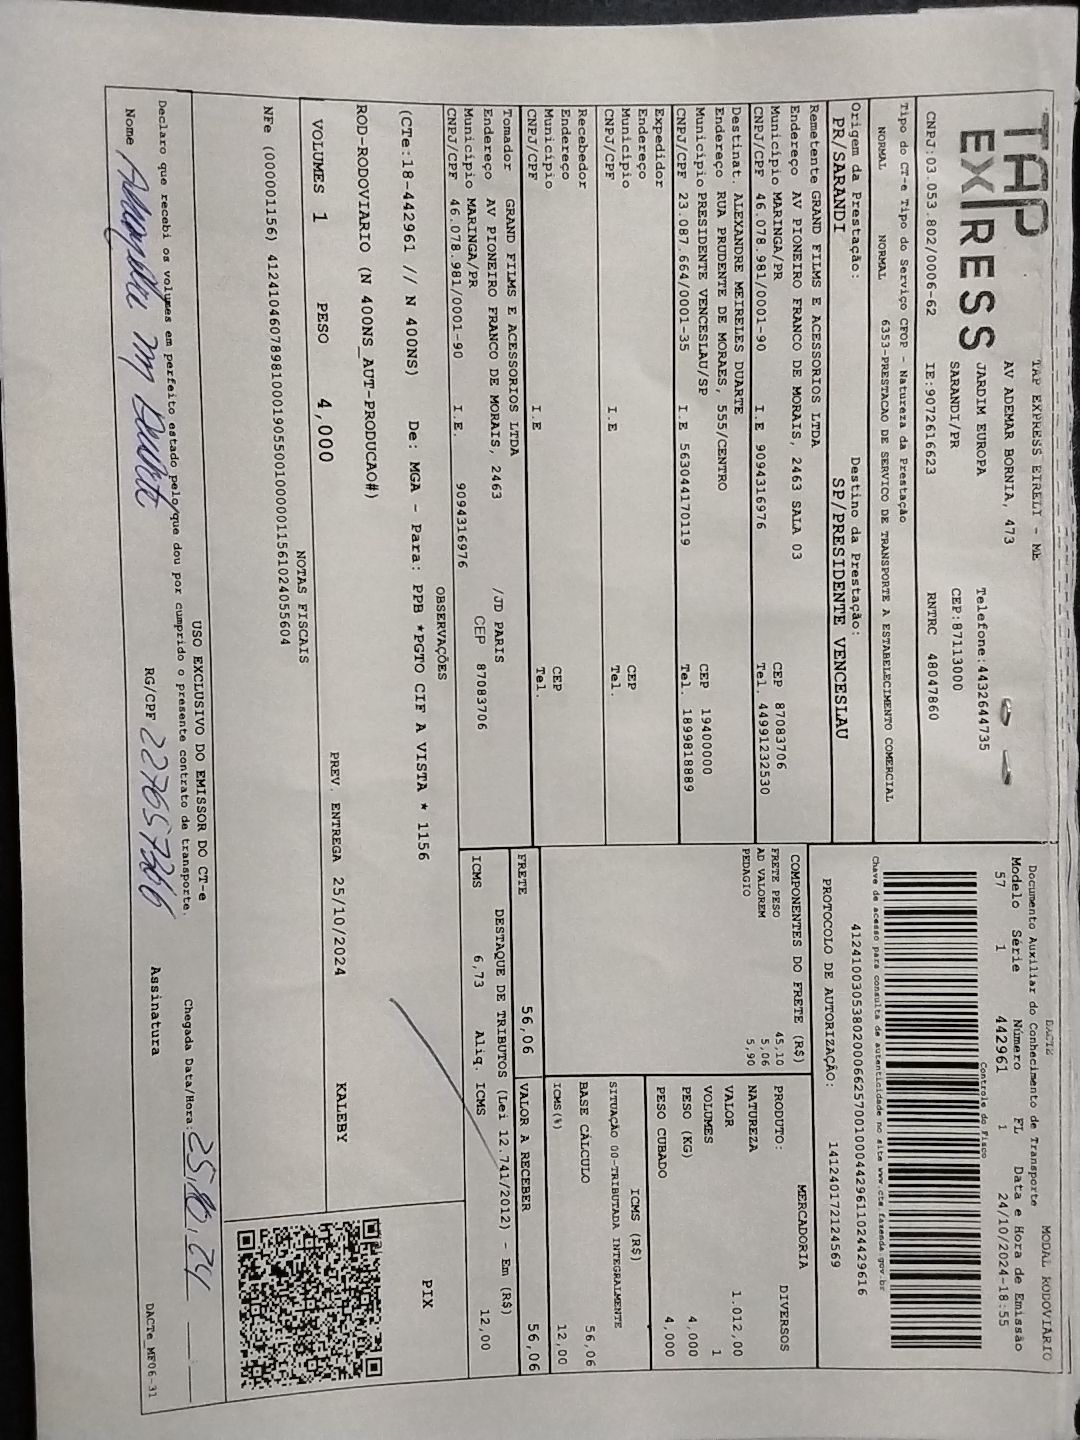 TAP EXPRESS
TAP EXPRESS EIRELI - ME
AV ADEMAR BORNIA, 473
JARDIM EUROPA Telefone:4432644735
SARANDI/PR CEP:87113000
CNPJ:03.053.802/0006-62 IE:9072616623 RNTRC 48047860
Tipo do CT-e Tipo do Serviço CFOP - Natureza da Prestação
NORMAL NORMAL 6353-PRESTACAO DE SERVICO DE TRANSPORTE A ESTABELECIMENTO COMERCIAL
Origem da Prestação: Destino da Prestação:
PR/SARANDI SP/PRESIDENTE VENCESLAU
Remetente GRAND FILMS E ACESSORIOS LTDA
Endereço AV PIONEIRO FRANCO DE MORAIS, 2463 SALA 03
Município MARINGA/PR CEP 87083706
CNPJ/CPF 46.078.981/0001-90 I.E 9094316976 Tel. 44991232530
Destinat. ALEXANDRE MEIRELES DUARTE
Endereço RUA PRUDENTE DE MORAES, 555/CENTRO
Município PRESIDENTE VENCESLAU/SP CEP 19400000
CNPJ/CPF 23.087.664/0001-35 I.E 563044170119 Tel. 1899818889
Expedidor
Endereço
Município CEP
CNPJ/CPF I.E Tel.
Recebedor
Endereço
Município CEP
CNPJ/CPF I.E Tel.
Tomador GRAND FILMS E ACESSORIOS LTDA
Endereço AV PIONEIRO FRANCO DE MORAIS, 2463 /JD PARIS
Município MARINGA/PR CEP 87083706
CNPJ/CPF 46.078.981/0001-90 I.E. 9094316976
DACTE MODAL RODOVIÁRIO
Documento Auxiliar do Conhecimento de Transporte
Modelo Série Número FL Data e Hora de Emissão
57 1 442961 1 24/10/2024-18:55
Controle do Fisco
Chave de acesso para consulta de autenticidade no site www.cte.fazenda.gov.br
41241003053802000662570010004429611024429616
PROTOCOLO DE AUTORIZAÇÃO: 141240172124569
COMPONENTES DO FRETE (R$)
FRETE PESO 45,10
AD VALOREM 5,06
PEDAGIO 5,90
MERCADORIA
PRODUTO: DIVERSOS
NATUREZA
VALOR 1.012,00
VOLUMES 1
PESO (KG) 4,000
PESO CUBADO 4,000
ICMS (R$)
SITUAÇÃO 00-TRIBUTADA INTEGRALMENTE
BASE CÁLCULO 56,06
ICMS(%) 12,00
FRETE 56,06 VALOR A RECEBER 56,06
DESTAQUE DE TRIBUTOS (Lei 12.741/2012) - Em (R$)
ICMS 6,73 Aliq. ICMS 12,00
OBSERVAÇÕES
(CTe:18-442961 // N 400NS) De: MGA - Para: PPB *PGTO CIF A VISTA * 1156
PIX
ROD-RODOVIARIO (N 400NS_AUT-PRODUCAO#)
VOLUMES 1 PESO 4,000 PREV. ENTREGA 25/10/2024 KALEBY
NOTAS FISCAIS
NFe (000001156) 41241046078981000190550010000011561024055604
USO EXCLUSIVO DO EMISSOR DO CT-e
Declaro que recebi os volumes em perfeito estado pelo que dou por cumprido o presente contrato de transporte. Chegada Data/Hora: 25.10.24 __:__
Nome Alexandre M Duarte RG/CPF 22765726 Assinatura
DACTe_MF06-31